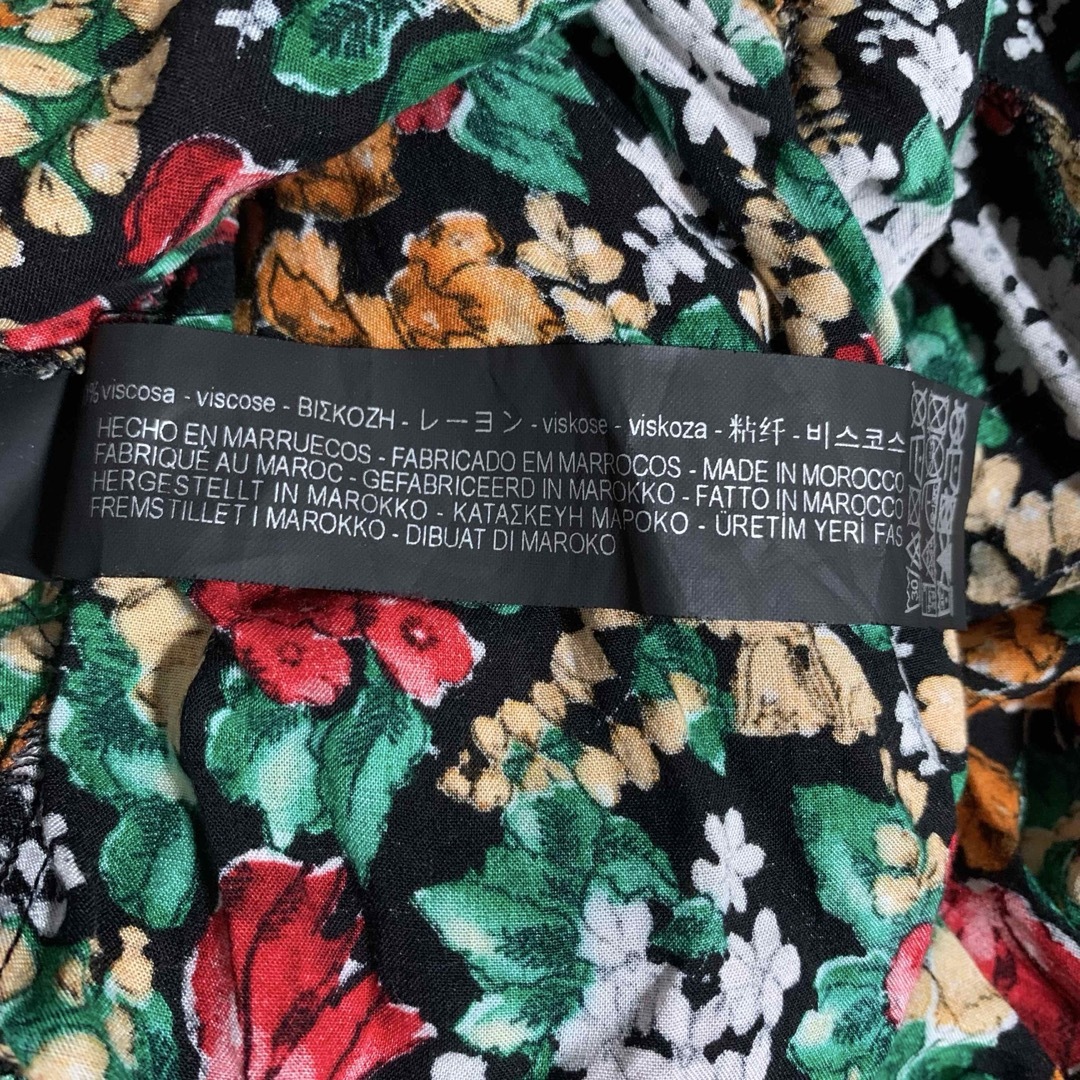 % viscosa - viscose - ΒΙΣΚΟΖΗ - レーヨン - viskose - viskoza - 粘纤 - 비스코스
HECHO EN MARRUECOS - FABRICADO EM MARROCOS - MADE IN MOROCCO
FABRIQUÉ AU MAROC - GEFABRICEERD IN MAROKKO - FATTO IN MAROCCO
HERGESTELLT IN MAROKKO - ΚΑΤΑΣΚΕΥΗ ΜΑΡΟΚΟ - ÜRETİM YERİ FAS
FREMSTILLET I MAROKKO - DIBUAT DI MAROKO
30